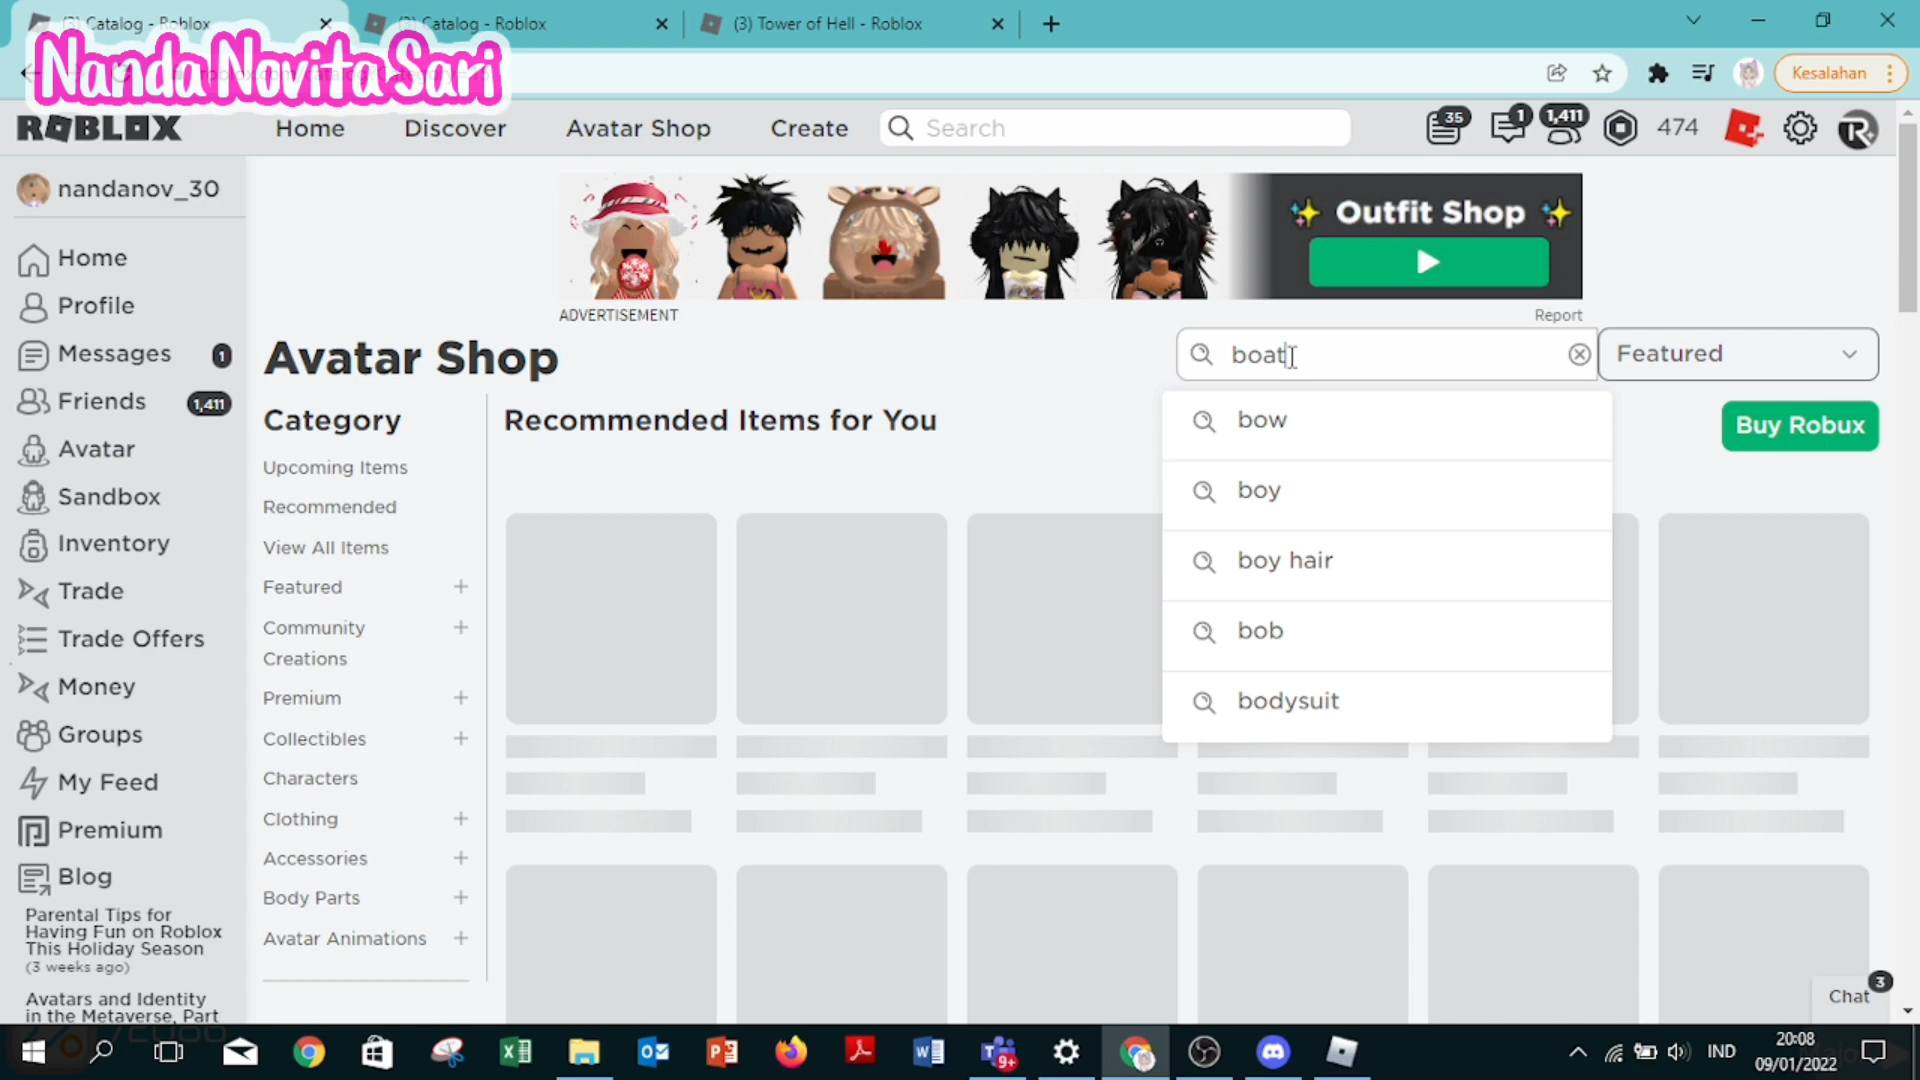 (3) Catalog - Roblox
(3) Catalog - Roblox
(3) Tower of Hell - Roblox
Nanda Novita Sari
Kesalahan
ROBLOX
Home
Discover
Avatar Shop
Create
Search
35
1
1,411
474
nandanov_30
Home
Profile
Messages
1
Friends
1,411
Avatar
Sandbox
Inventory
Trade
Trade Offers
Money
Groups
My Feed
Premium
Blog
Parental Tips for
Having Fun on Roblox
This Holiday Season
(3 weeks ago)
Avatars and Identity
in the Metaverse, Part
Outfit Shop
ADVERTISEMENT
Report
Avatar Shop
boat
Featured
bow
boy
boy hair
bob
bodysuit
Buy Robux
Category
Upcoming Items
Recommended
View All Items
Featured
Community
Creations
Premium
Collectibles
Characters
Clothing
Accessories
Body Parts
Avatar Animations
Recommended Items for You
Chat
3
9+
IND
20:08
09/01/2022